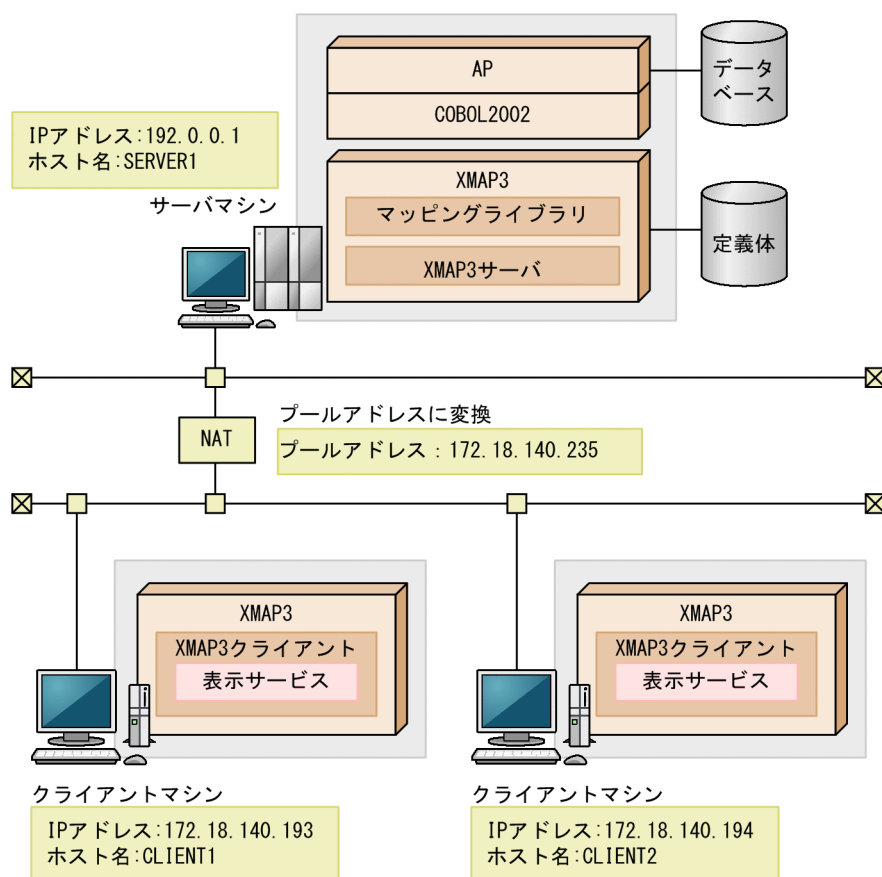 AP
COBOL2002
データ
ベース
IPアドレス:192.0.0.1
ホスト名:SERVER1
サーバマシン
XMAP3
マッピングライブラリ
XMAP3サーバ
定義体
NAT
プールアドレスに変換
プールアドレス：172.18.140.235
XMAP3
XMAP3クライアント
表示サービス
クライアントマシン
IPアドレス:172.18.140.193
ホスト名:CLIENT1
XMAP3
XMAP3クライアント
表示サービス
クライアントマシン
IPアドレス:172.18.140.194
ホスト名:CLIENT2